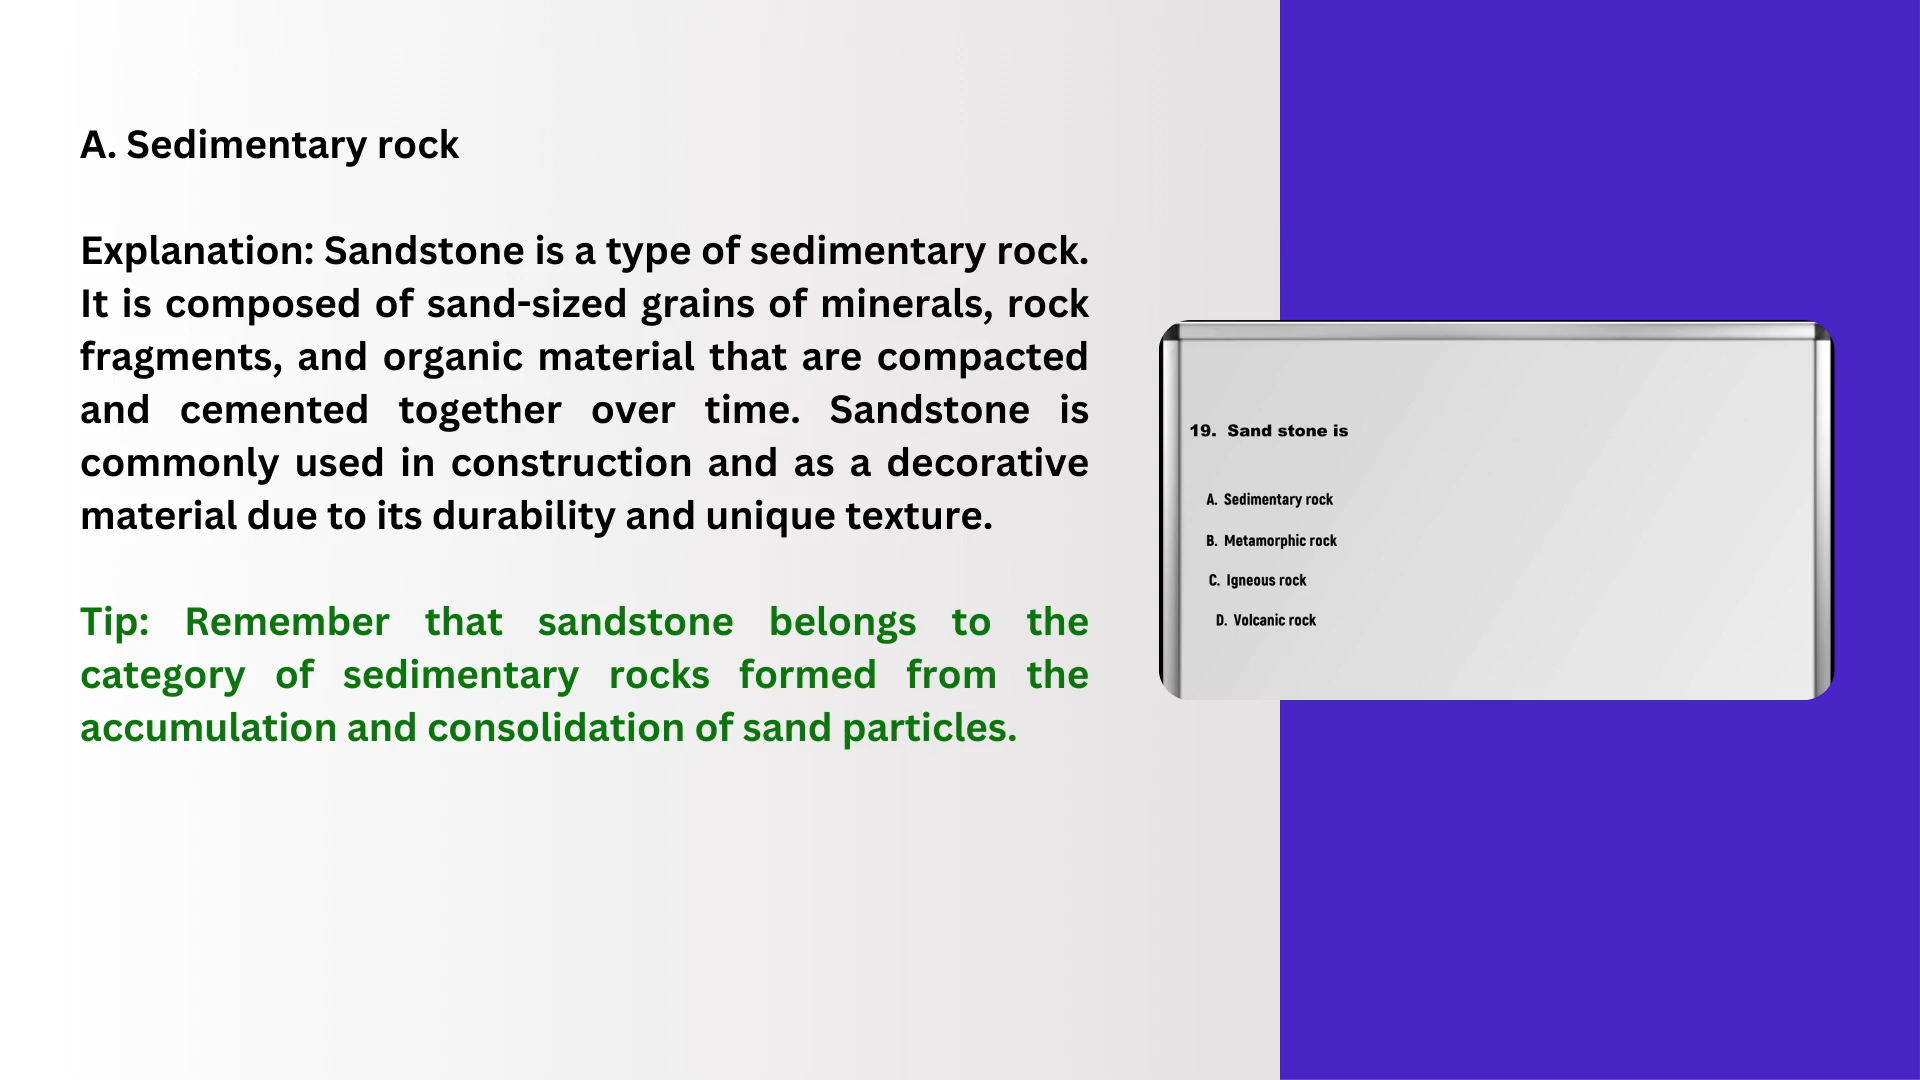 A. Sedimentary rock
Explanation: Sandstone is a type of sedimentary rock.
It is composed of sand-sized grains of minerals, rock
fragments, and organic material that are compacted
and cemented together over time. Sandstone is
commonly used in construction and as a decorative
material due to its durability and unique texture.
Tip: Remember that sandstone belongs to the
category of sedimentary rocks formed from the
accumulation and consolidation of sand particles.
19. Sand stone is
A. Sedimentary rock
B. Metamorphic rock
C. Igneous rock
D. Volcanic rock